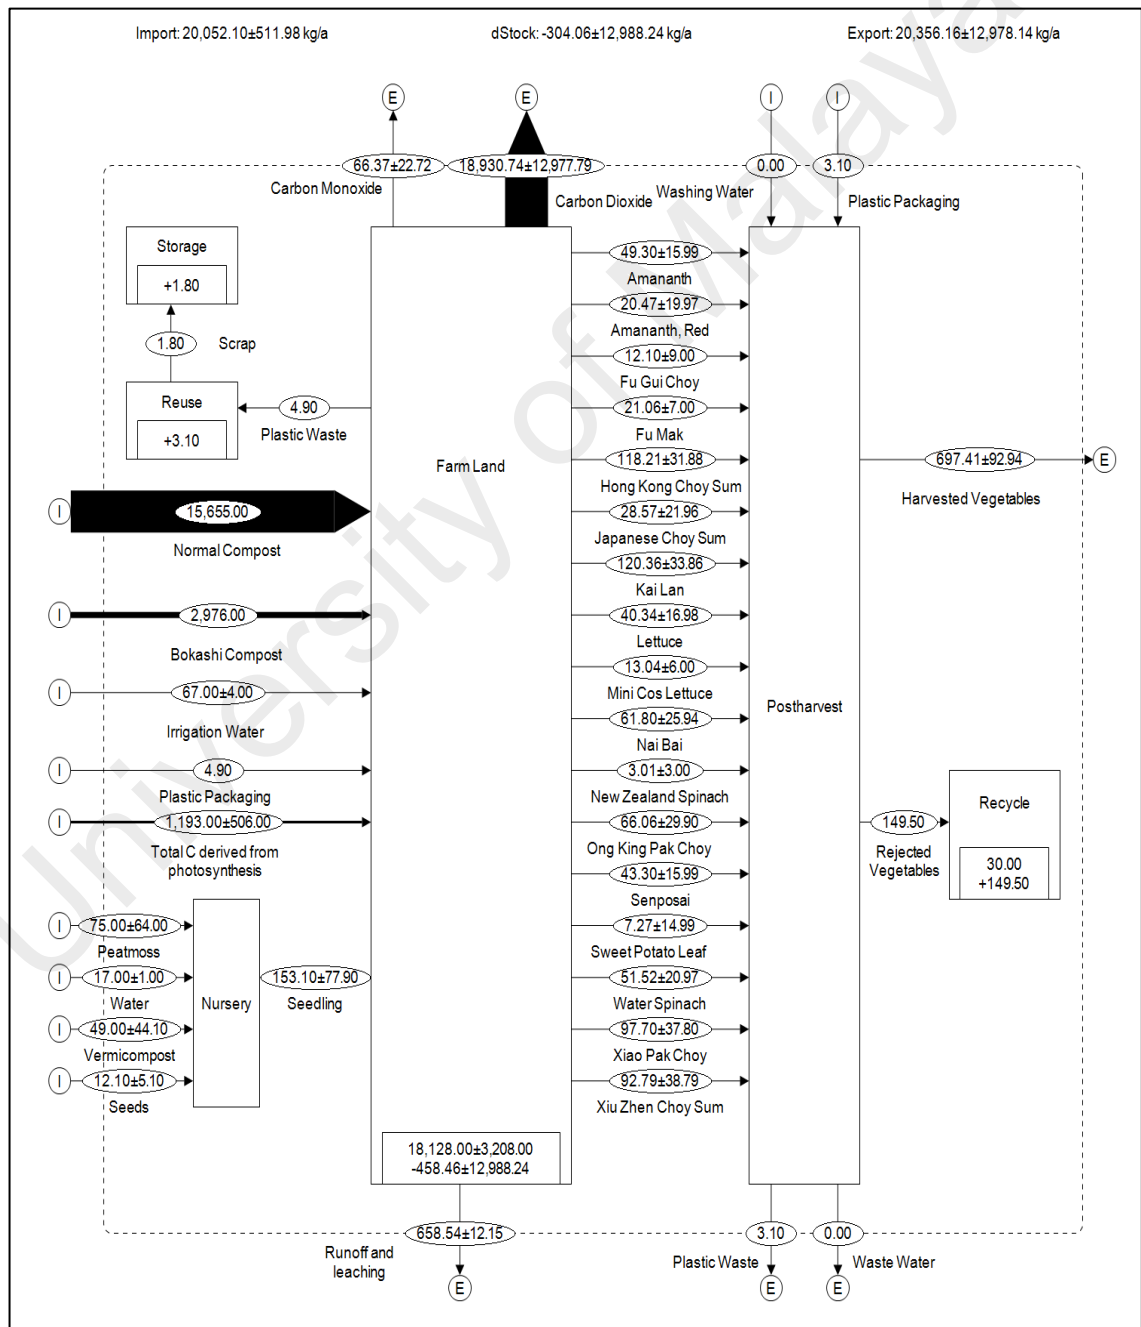 Import: 20,052.10±511.98 kg/a
dStock: -304.06±12,988.24 kg/a
Export: 20,356.16±12,978.14 kg/a
E
E
I
I
66.37±22.72
18,930.74±12,977.79
0.00
3.10
Carbon Monoxide
Carbon Dioxide
Washing Water
Plastic Packaging
Storage
+1.80
1.80
Scrap
Reuse
+3.10
4.90
Plastic Waste
I
15,655.00
Normal Compost
I
2,976.00
Bokashi Compost
I
67.00±4.00
Irrigation Water
I
4.90
Plastic Packaging
I
1,193.00±506.00
Total C derived from
photosynthesis
I
75.00±64.00
Peatmoss
I
17.00±1.00
Water
I
49.00±44.10
Vermicompost
I
12.10±5.10
Seeds
Nursery
153.10±77.90
Seedling
Farm Land
18,128.00±3,208.00
-458.46±12,988.24
49.30±15.99
Amananth
20.47±19.97
Amananth, Red
12.10±9.00
Fu Gui Choy
21.06±7.00
Fu Mak
118.21±31.88
Hong Kong Choy Sum
28.57±21.96
Japanese Choy Sum
120.36±33.86
Kai Lan
40.34±16.98
Lettuce
13.04±6.00
Mini Cos Lettuce
61.80±25.94
Nai Bai
3.01±3.00
New Zealand Spinach
66.06±29.90
Ong King Pak Choy
43.30±15.99
Senposai
7.27±14.99
Sweet Potato Leaf
51.52±20.97
Water Spinach
97.70±37.80
Xiao Pak Choy
92.79±38.79
Xiu Zhen Choy Sum
Postharvest
697.41±92.94
E
Harvested Vegetables
149.50
Rejected
Vegetables
Recycle
30.00
+149.50
658.54±12.15
Runoff and
leaching
E
3.10
Plastic Waste
E
0.00
Waste Water
E
University of Malaya